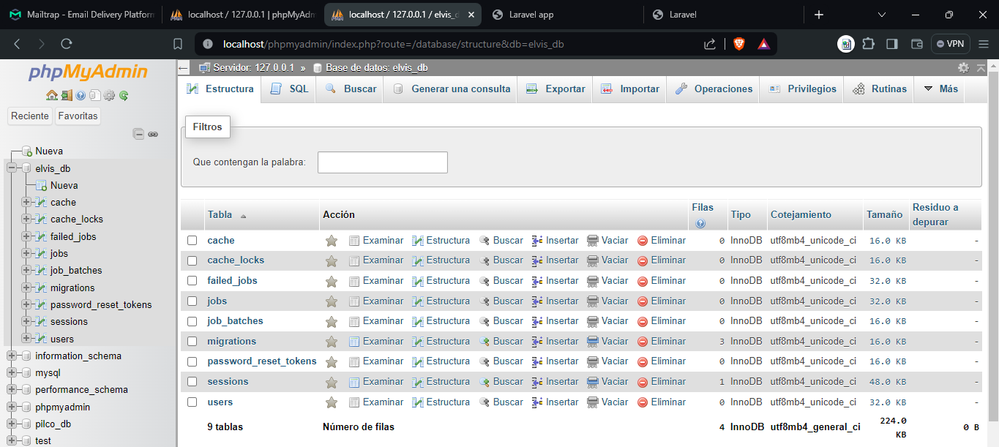 Mailtrap - Email Delivery Platform
localhost / 127.0.0.1 | phpMyAdm
localhost / 127.0.0.1 / elvis_d
Laravel app
Laravel
localhost/phpmyadmin/index.php?route=/database/structure&db=elvis_db
VPN
phpMyAdmin
Reciente
Favoritas
Nueva
elvis_db
Nueva
cache
cache_locks
failed_jobs
jobs
job_batches
migrations
password_reset_tokens
sessions
users
information_schema
mysql
performance_schema
phpmyadmin
pilco_db
test
Servidor: 127.0.0.1 » Base de datos: elvis_db
Estructura SQL Buscar Generar una consulta Exportar Importar Operaciones Privilegios Rutinas Más
Filtros
Que contengan la palabra:
Tabla Acción Filas Tipo Cotejamiento Tamaño Residuo a depurar
cache Examinar Estructura Buscar Insertar Vaciar Eliminar 0 InnoDB utf8mb4_unicode_ci 16.0 KB -
cache_locks Examinar Estructura Buscar Insertar Vaciar Eliminar 0 InnoDB utf8mb4_unicode_ci 16.0 KB -
failed_jobs Examinar Estructura Buscar Insertar Vaciar Eliminar 0 InnoDB utf8mb4_unicode_ci 32.0 KB -
jobs Examinar Estructura Buscar Insertar Vaciar Eliminar 0 InnoDB utf8mb4_unicode_ci 32.0 KB -
job_batches Examinar Estructura Buscar Insertar Vaciar Eliminar 0 InnoDB utf8mb4_unicode_ci 16.0 KB -
migrations Examinar Estructura Buscar Insertar Vaciar Eliminar 3 InnoDB utf8mb4_unicode_ci 16.0 KB -
password_reset_tokens Examinar Estructura Buscar Insertar Vaciar Eliminar 0 InnoDB utf8mb4_unicode_ci 16.0 KB -
sessions Examinar Estructura Buscar Insertar Vaciar Eliminar 1 InnoDB utf8mb4_unicode_ci 48.0 KB -
users Examinar Estructura Buscar Insertar Vaciar Eliminar 0 InnoDB utf8mb4_unicode_ci 32.0 KB -
9 tablas Número de filas 4 InnoDB utf8mb4_general_ci 224.0 KB 0 B